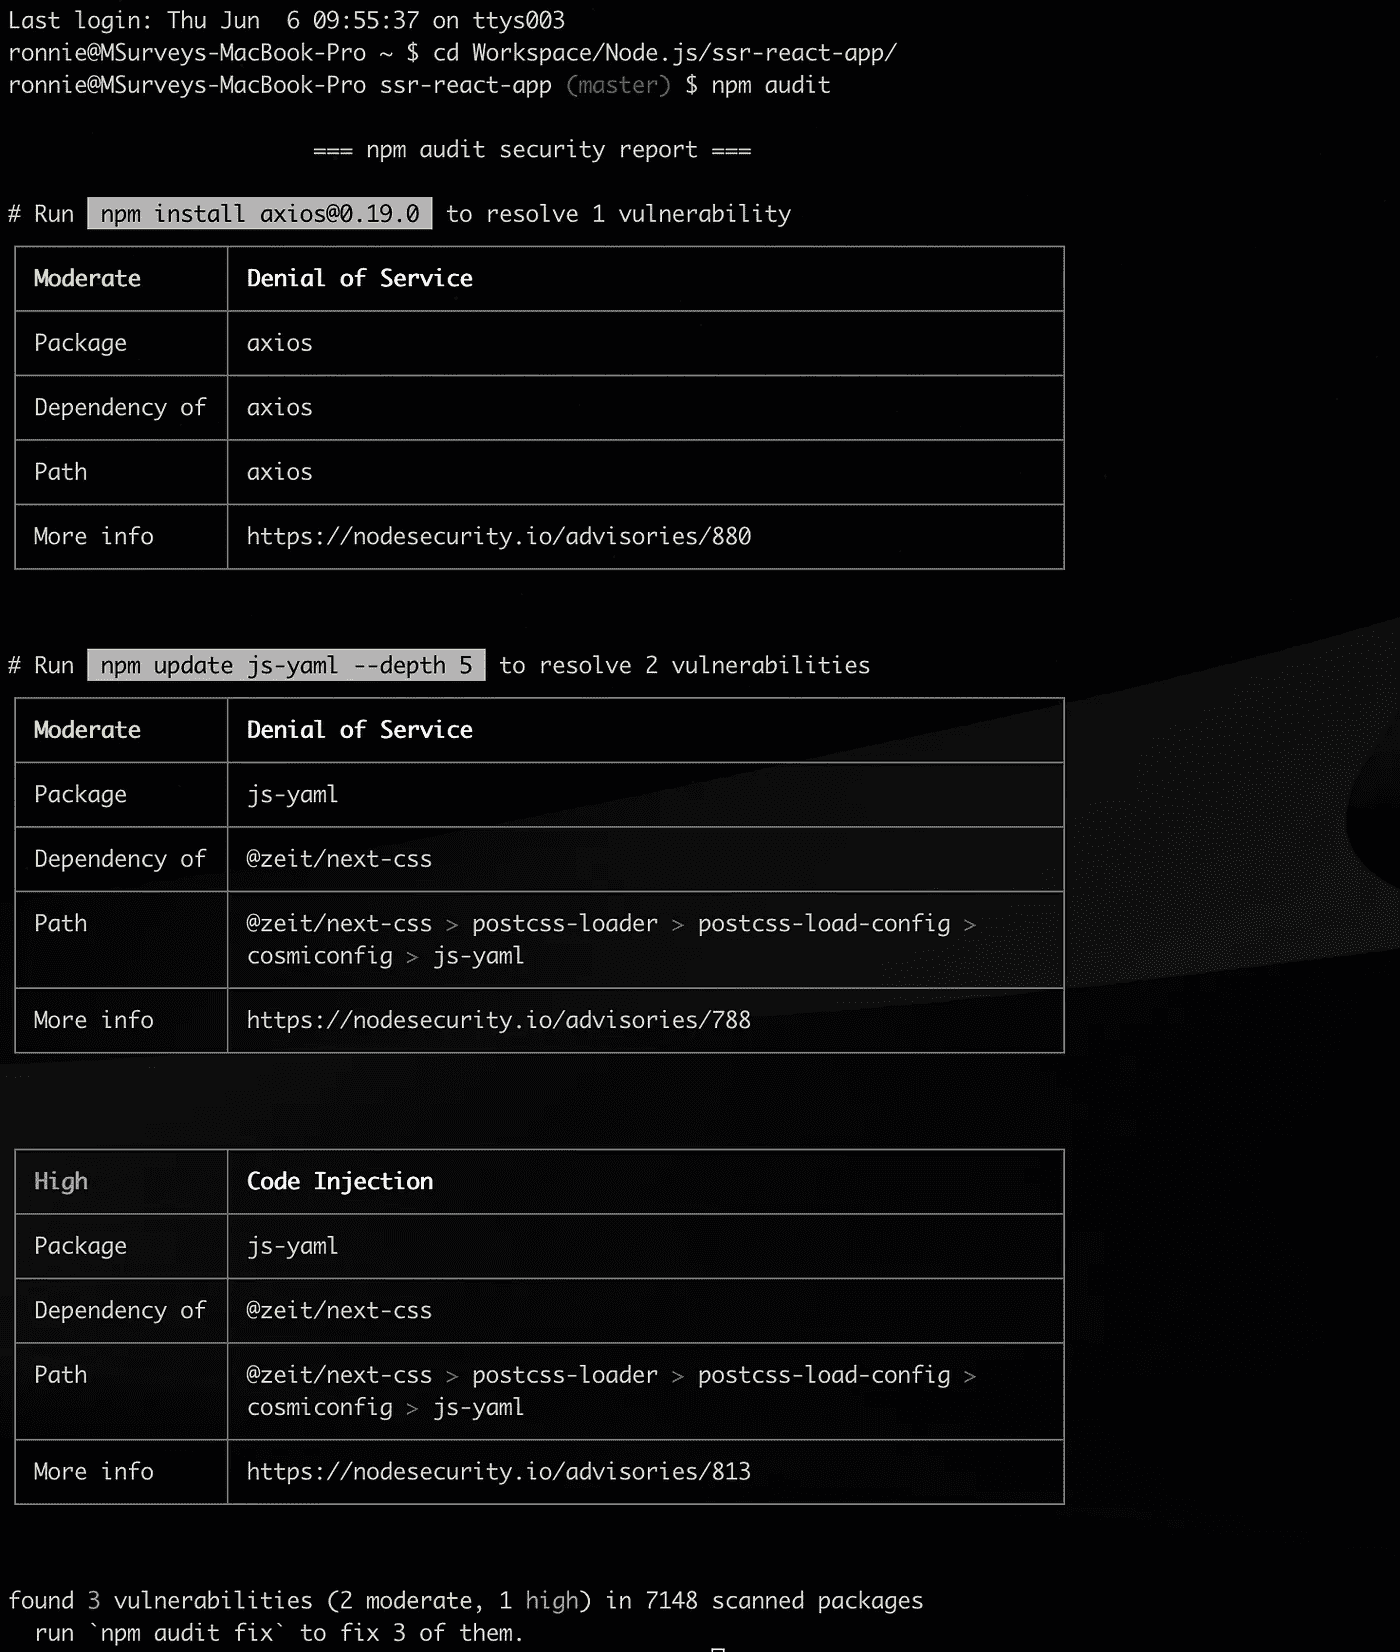 Last login: Thu Jun  6 09:55:37 on ttys003
ronnie@MSurveys-MacBook-Pro ~ $ cd Workspace/Node.js/ssr-react-app/
ronnie@MSurveys-MacBook-Pro ssr-react-app (master) $ npm audit
=== npm audit security report ===
# Run npm install axios@0.19.0 to resolve 1 vulnerability
Moderate Denial of Service
Package axios
Dependency of axios
Path axios
More info https://nodesecurity.io/advisories/880
# Run npm update js-yaml --depth 5 to resolve 2 vulnerabilities
Moderate Denial of Service
Package js-yaml
Dependency of @zeit/next-css
Path @zeit/next-css > postcss-loader > postcss-load-config >
cosmiconfig > js-yaml
More info https://nodesecurity.io/advisories/788
High Code Injection
Package js-yaml
Dependency of @zeit/next-css
Path @zeit/next-css > postcss-loader > postcss-load-config >
cosmiconfig > js-yaml
More info https://nodesecurity.io/advisories/813
found 3 vulnerabilities (2 moderate, 1 high) in 7148 scanned packages
run `npm audit fix` to fix 3 of them.